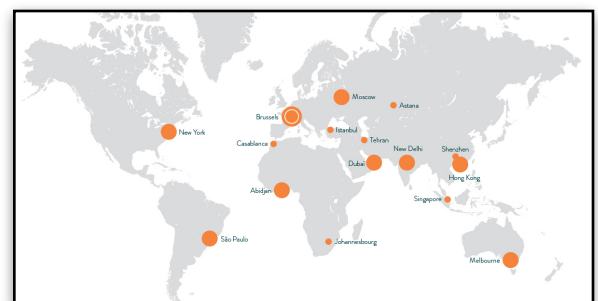 Moscow
Astana
Brussels
Istanbul
New York
Tehran
Casablanca
New Delhi
Shenzhen
Dubai
Hong Kong
Abidjan
Singapore
São Paulo
Johannesbourg
Melbourne